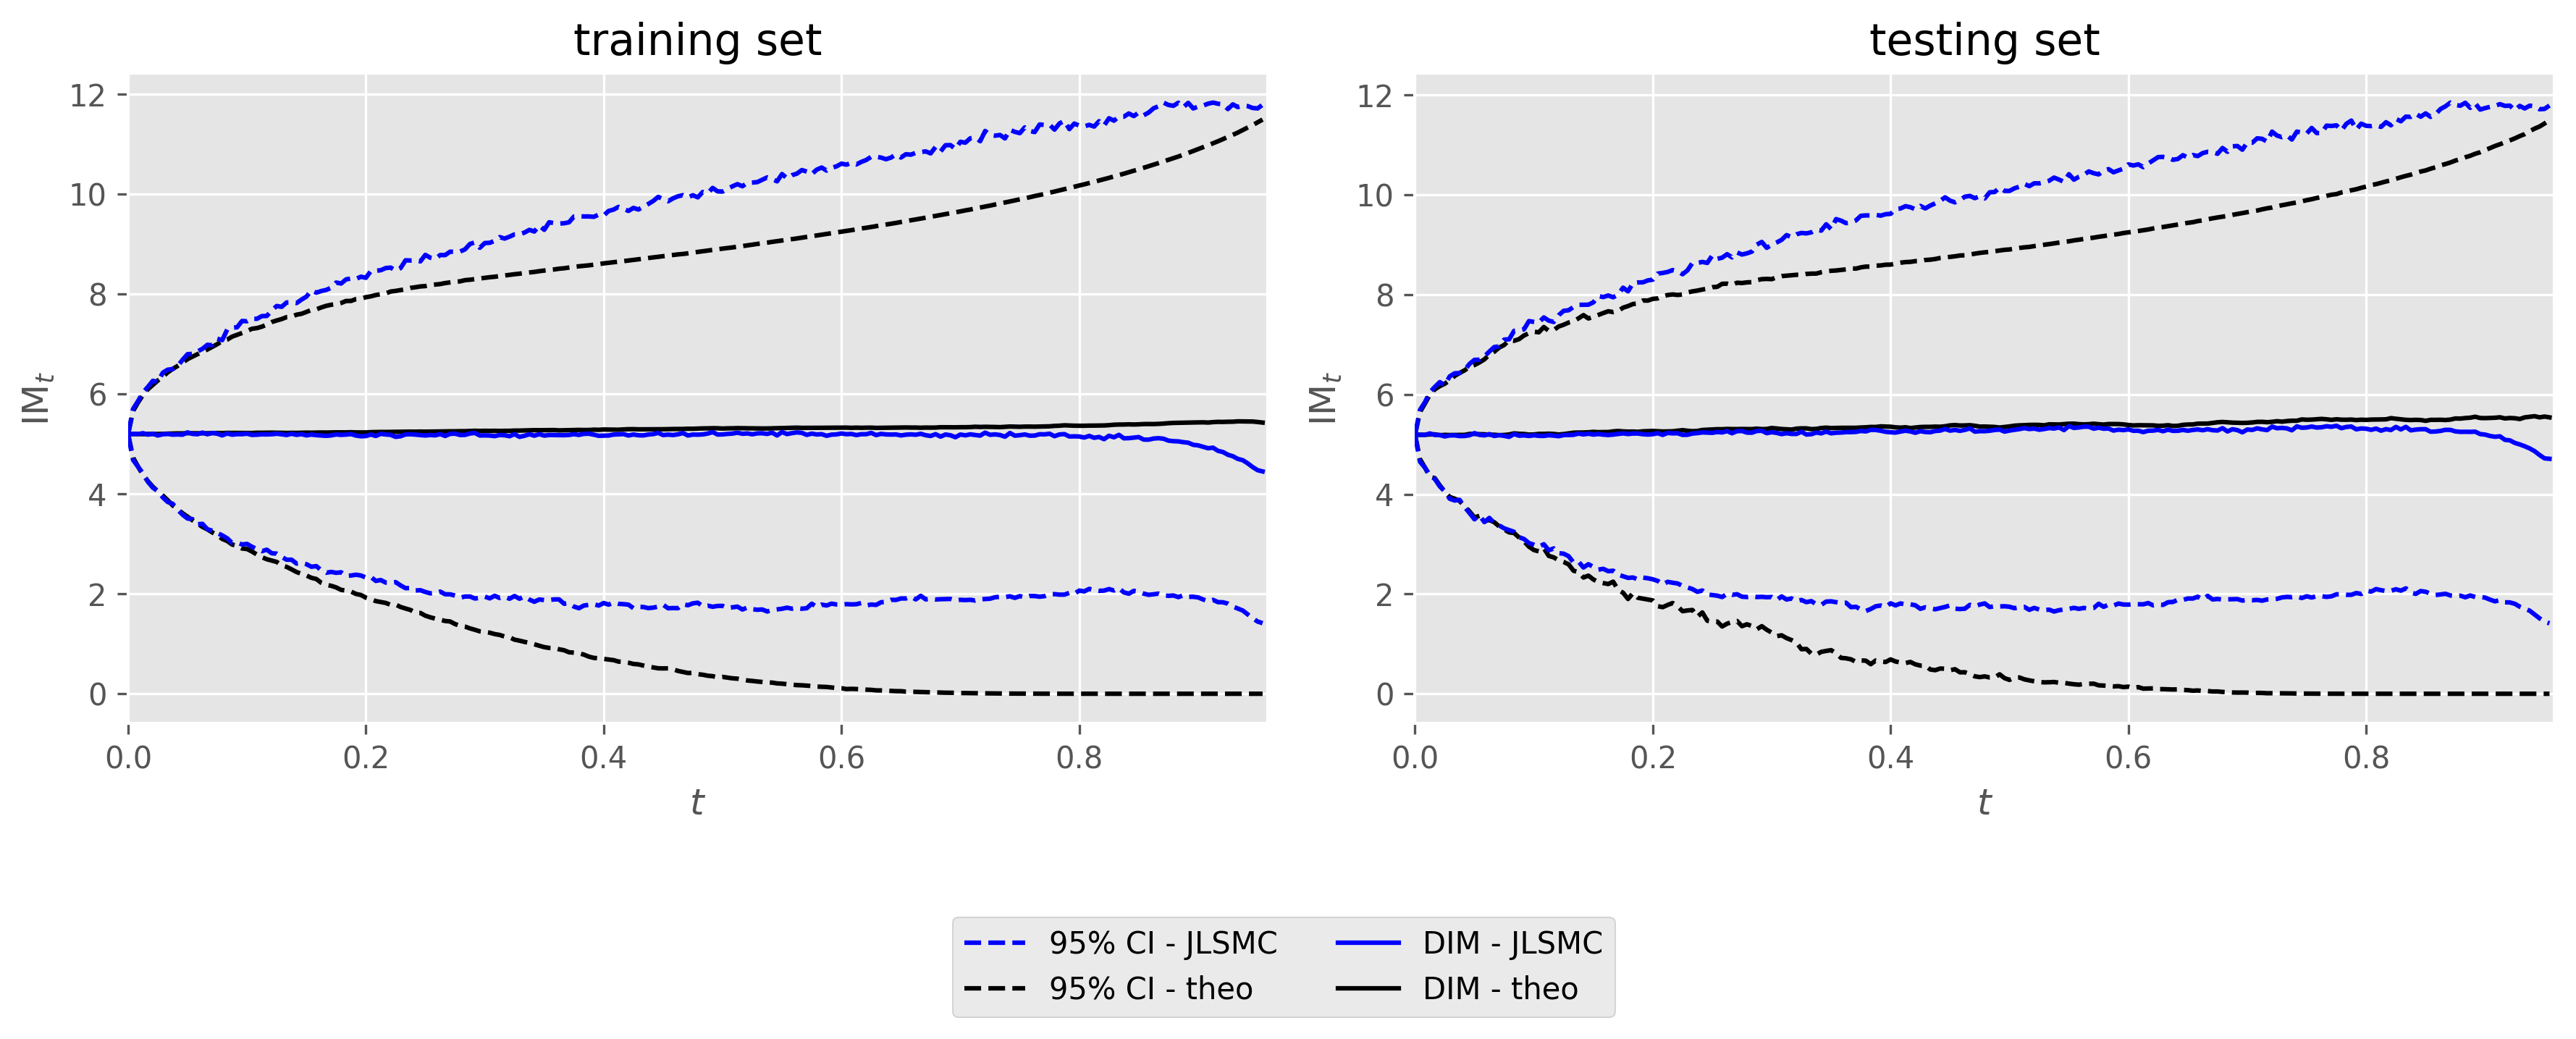 training set
testing set
12
10
8
6
4
2
0
IM_t
0.0 0.2 0.4 0.6 0.8
t
12
10
8
6
4
2
0
IM_t
0.0 0.2 0.4 0.6 0.8
t
95% CI - JLSMC
95% CI - theo
DIM - JLSMC
DIM - theo